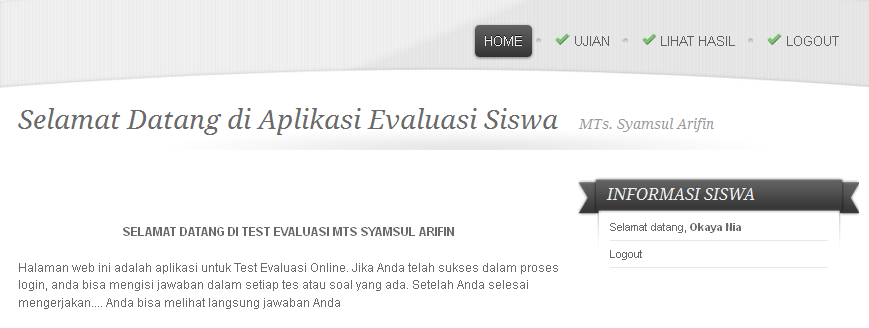 HOME
UJIAN
LIHAT HASIL
LOGOUT
Selamat Datang di Aplikasi Evaluasi Siswa
MTs. Syamsul Arifin
SELAMAT DATANG DI TEST EVALUASI MTS SYAMSUL ARIFIN
Halaman web ini adalah aplikasi untuk Test Evaluasi Online. Jika Anda telah sukses dalam proses
login, anda bisa mengisi jawaban dalam setiap tes atau soal yang ada. Setelah Anda selesai
mengerjakan.... Anda bisa melihat langsung jawaban Anda
INFORMASI SISWA
Selamat datang, Okaya Nia
Logout